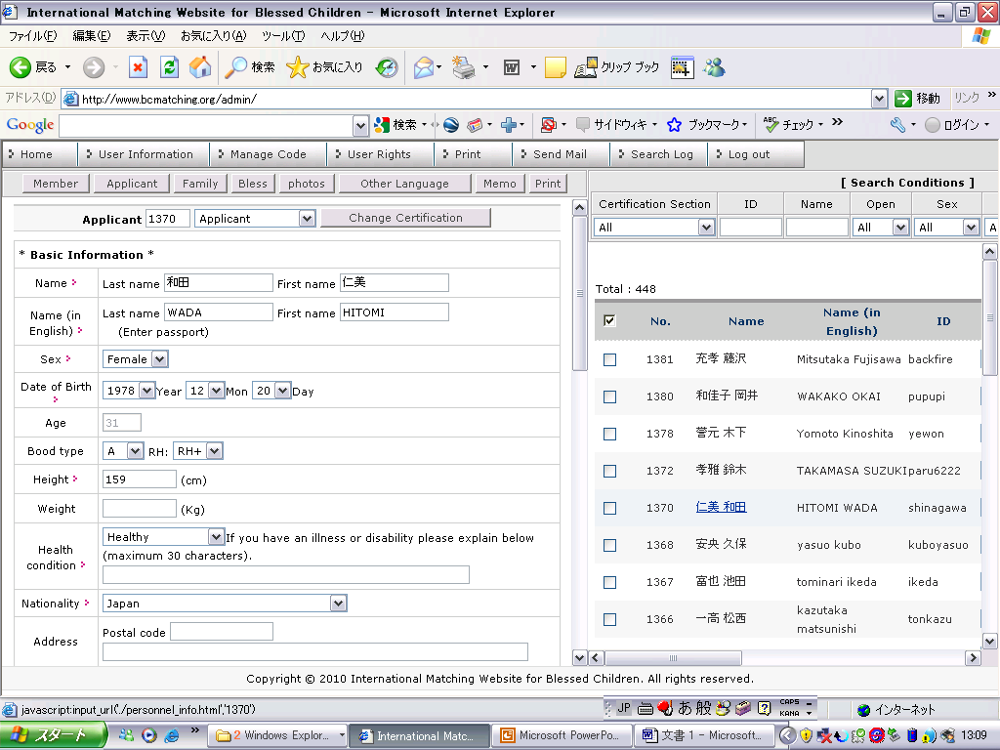 International Matching Website for Blessed Children - Microsoft Internet Explorer
ファイル(F) 編集(E) 表示(V) お気に入り(A) ツール(T) ヘルプ(H)
戻る 検索 お気に入り クリップ ブック
アドレス(D) http://www.bcmatching.org/admin/ 移動 リンク »
Google 検索 サイドウィキ ブックマーク チェック » ログイン
Home User Information Manage Code User Rights Print Send Mail Search Log Log out
Member Applicant Family Bless photos Other Language Memo Print
[ Search Conditions ]
Certification Section ID Name Open Sex
All All All A
Applicant 1370 Applicant Change Certification
* Basic Information *
Name Last name 和田 First name 仁美
Name (in English) Last name WADA First name HITOMI
(Enter passport)
Sex Female
Date of Birth 1978 Year 12 Mon 20 Day
Age 31
Bood type A RH: RH+
Height 159 (cm)
Weight (Kg)
Health condition Healthy If you have an illness or disability please explain below
(maximum 30 characters).
Nationality Japan
Address Postal code
Total : 448
No. Name Name (in English) ID
1381 充孝 藤沢 Mitsutaka Fujisawa backfire
1380 和佳子 岡井 WAKAKO OKAI pupupi
1378 誉元 木下 Yomoto Kinoshita yewon
1372 孝雅 鈴木 TAKAMASA SUZUKI paru6222
1370 仁美 和田 HITOMI WADA shinagawa
1368 安央 久保 yasuo kubo kuboyasuo
1367 富也 池田 tominari ikeda ikeda
1366 一高 松西 kazutaka matsunishi tonkazu
Copyright © 2010 International Matching Website for Blessed Children. All rights reserved.
javascript:input_url('./personnel_info.html','1370') JP あ 般 CAPS KANA インターネット
スタート » 2 Windows Explor... International Matc... Microsoft PowerPo... 文書 1 - Microsoft... 13:09